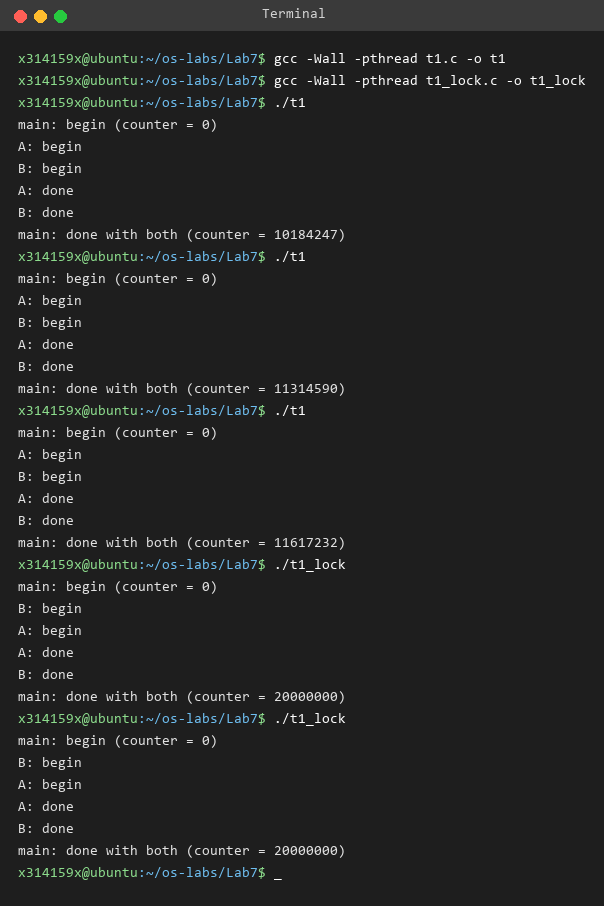 Terminal
x314159x@ubuntu:~/os-labs/Lab7$ gcc -Wall -pthread t1.c -o t1
x314159x@ubuntu:~/os-labs/Lab7$ gcc -Wall -pthread t1_lock.c -o t1_lock
x314159x@ubuntu:~/os-labs/Lab7$ ./t1
main: begin (counter = 0)
A: begin
B: begin
A: done
B: done
main: done with both (counter = 10184247)
x314159x@ubuntu:~/os-labs/Lab7$ ./t1
main: begin (counter = 0)
A: begin
B: begin
A: done
B: done
main: done with both (counter = 11314590)
x314159x@ubuntu:~/os-labs/Lab7$ ./t1
main: begin (counter = 0)
A: begin
B: begin
A: done
B: done
main: done with both (counter = 11617232)
x314159x@ubuntu:~/os-labs/Lab7$ ./t1_lock
main: begin (counter = 0)
B: begin
A: begin
A: done
B: done
main: done with both (counter = 20000000)
x314159x@ubuntu:~/os-labs/Lab7$ ./t1_lock
main: begin (counter = 0)
B: begin
A: begin
A: done
B: done
main: done with both (counter = 20000000)
x314159x@ubuntu:~/os-labs/Lab7$ _